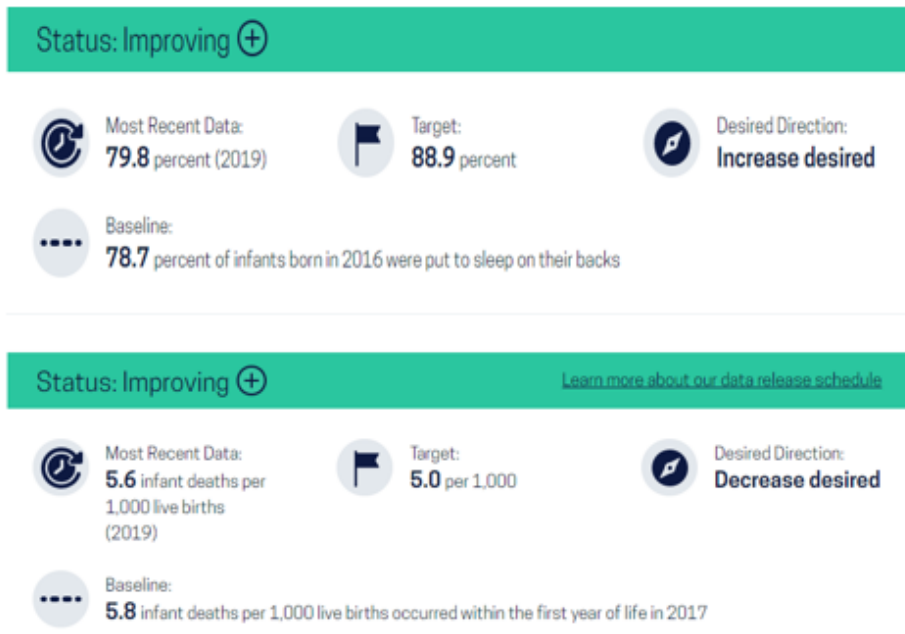 Status: Improving
Most Recent Data:
79.8 percent (2019)
Target:
88.9 percent
Desired Direction:
Increase desired
Baseline:
78.7 percent of infants born in 2016 were put to sleep on their backs
Status: Improving
Learn more about our data release schedule
Most Recent Data:
5.6 infant deaths per
1,000 live births
(2019)
Target:
5.0 per 1,000
Desired Direction:
Decrease desired
Baseline:
5.8 infant deaths per 1,000 live births occurred within the first year of life in 2017